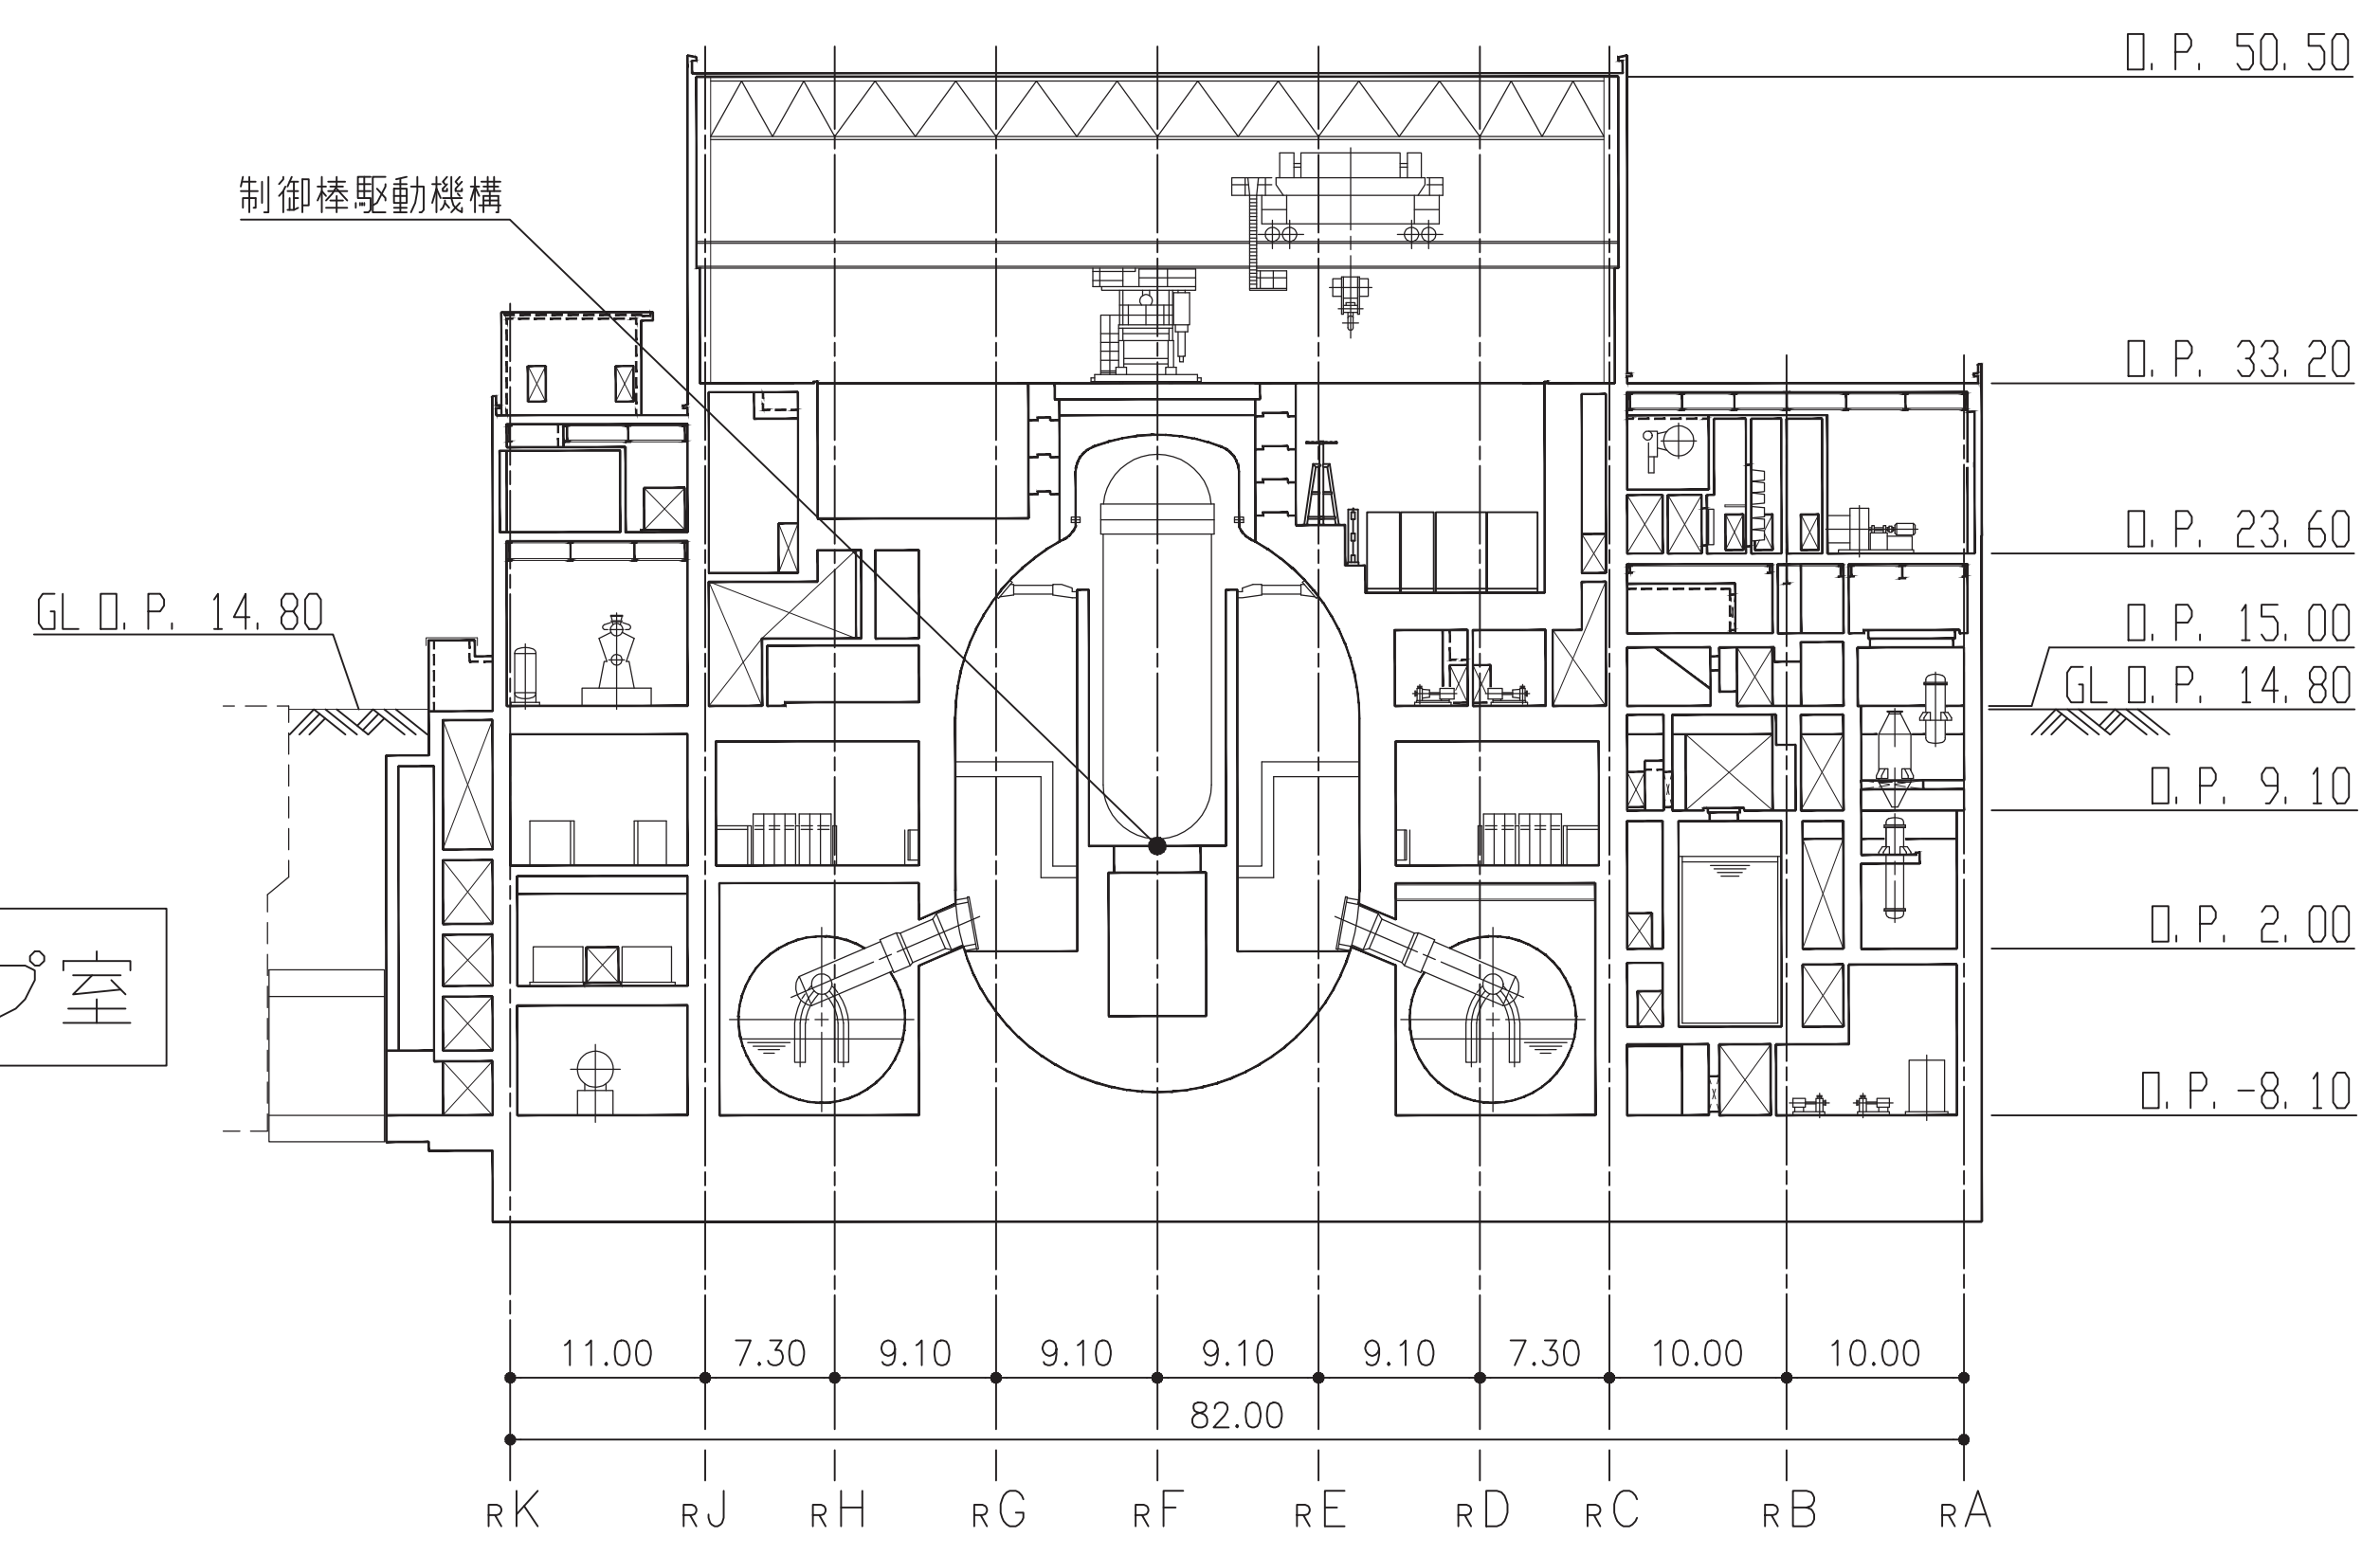 O.P. 50.50
制御棒駆動機構
O.P. 33.20
O.P. 23.60
GL O.P. 14.80
O.P. 15.00
GL O.P. 14.80
O.P. 9.10
O.P. 2.00
プ室
O.P.-8.10
11.00 7.30 9.10 9.10 9.10 9.10 7.30 10.00 10.00
82.00
RK RJ RH RG RF RE RD RC RB RA